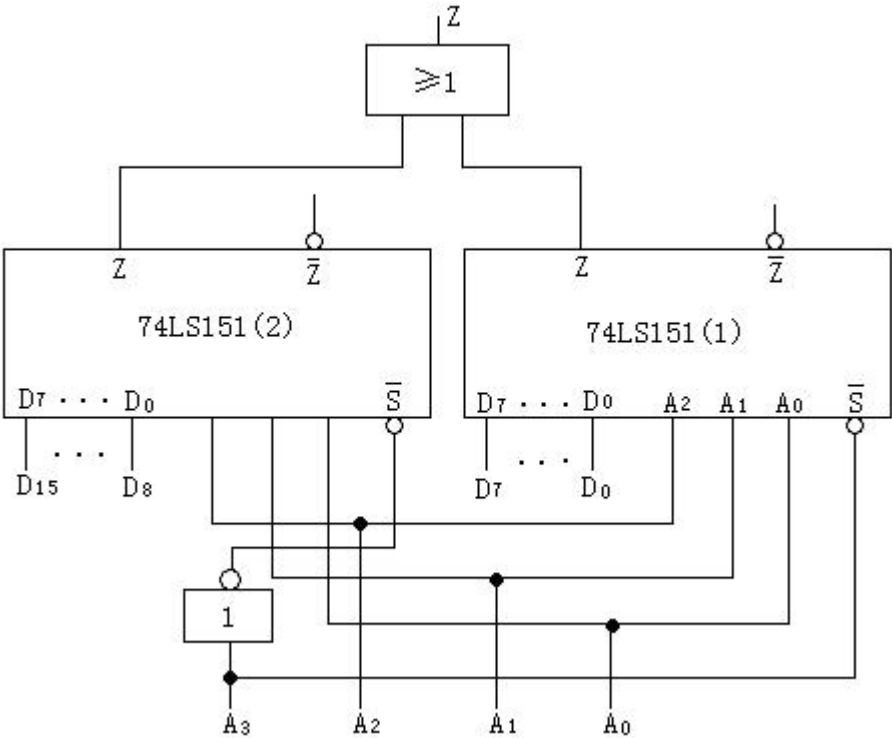 Z
≥1
Z Z̅ Z Z̅
74LS151(2) 74LS151(1)
D7 ··· D0 S̅ D7 ··· D0 A2 A1 A0 S̅
D15 ··· D8 D7 ··· D0
1
A3 A2 A1 A0